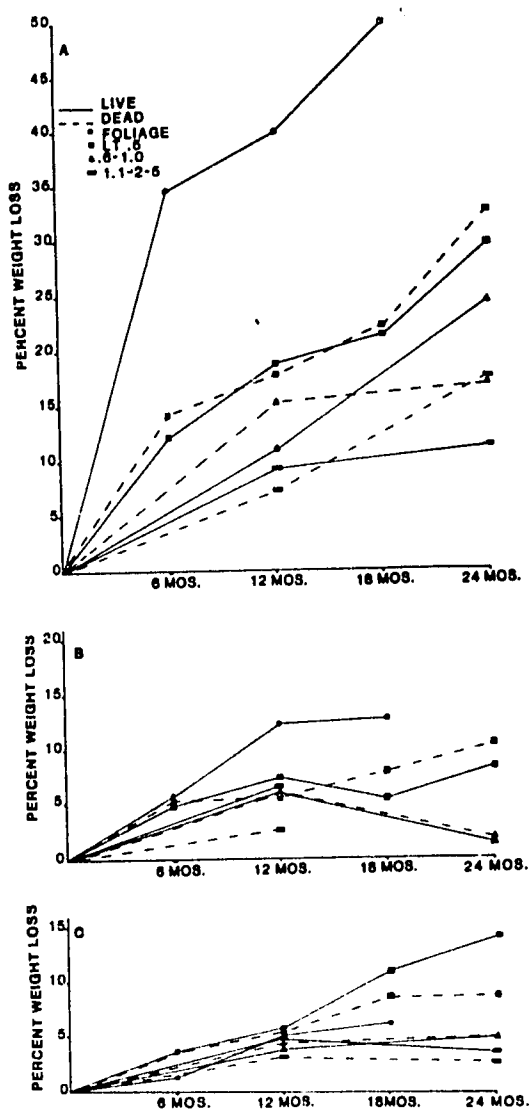 A
50
45
40
35
30
25
20
15
10
5
0
PERCENT WEIGHT LOSS
LIVE
DEAD
FOLIAGE
LT .5
.6-1.0
1.1-2-5
6 MOS. 12 MOS. 18 MOS. 24 MOS.
B
20
15
10
5
0
PERCENT WEIGHT LOSS
6 MOS. 12 MOS. 18 MOS. 24 MOS.
C
15
10
5
0
PERCENT WEIGHT LOSS
6 MOS. 12 MOS. 18 MOS. 24 MOS.